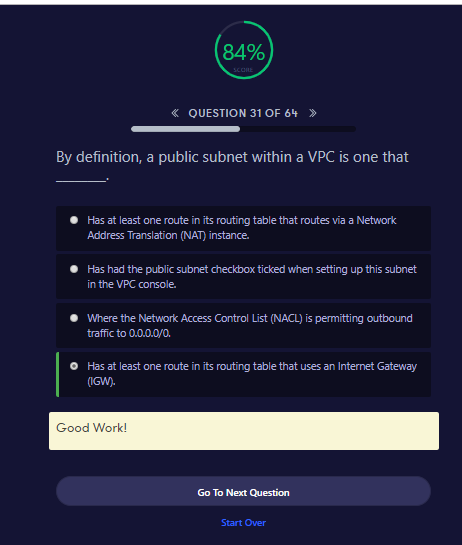 84%
SCORE
« QUESTION 31 OF 64 »
By definition, a public subnet within a VPC is one that
________.
Has at least one route in its routing table that routes via a Network
Address Translation (NAT) instance.
Has had the public subnet checkbox ticked when setting up this subnet
in the VPC console.
Where the Network Access Control List (NACL) is permitting outbound
traffic to 0.0.0.0/0.
Has at least one route in its routing table that uses an Internet Gateway
(IGW).
Good Work!
Go To Next Question
Start Over